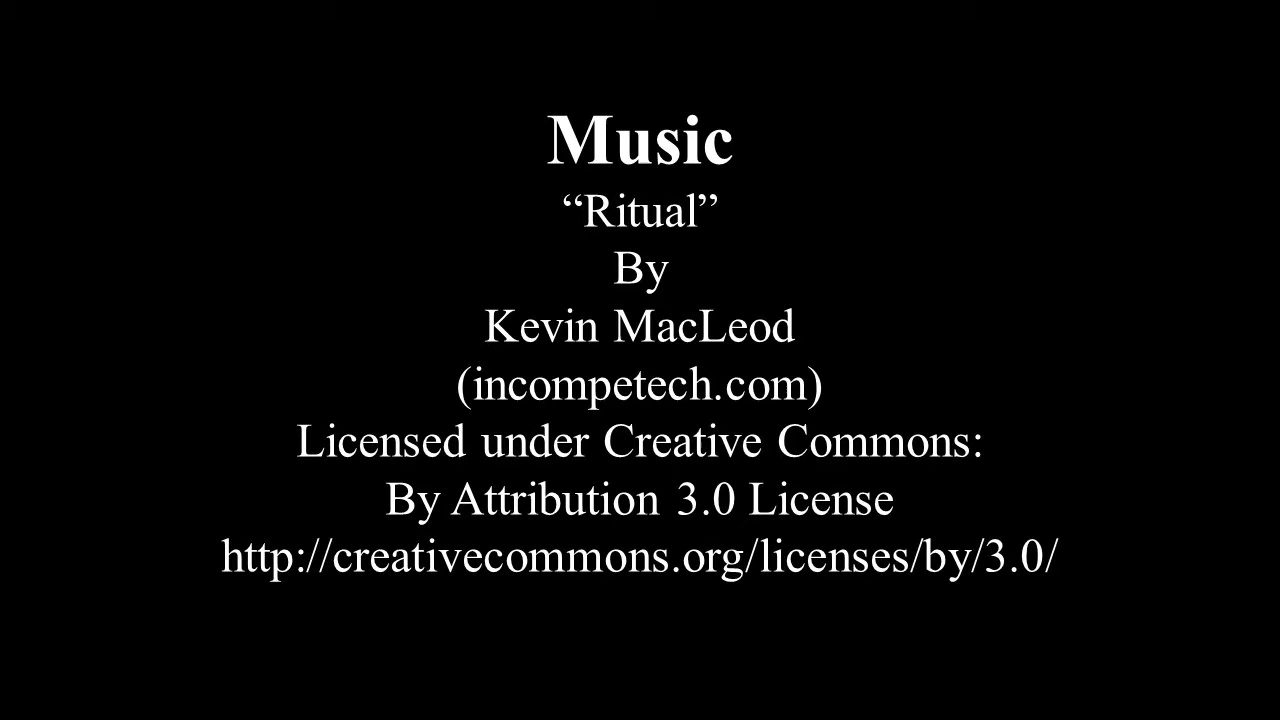 Music
“Ritual”
By
Kevin MacLeod
(incompetech.com)
Licensed under Creative Commons:
By Attribution 3.0 License
http://creativecommons.org/licenses/by/3.0/